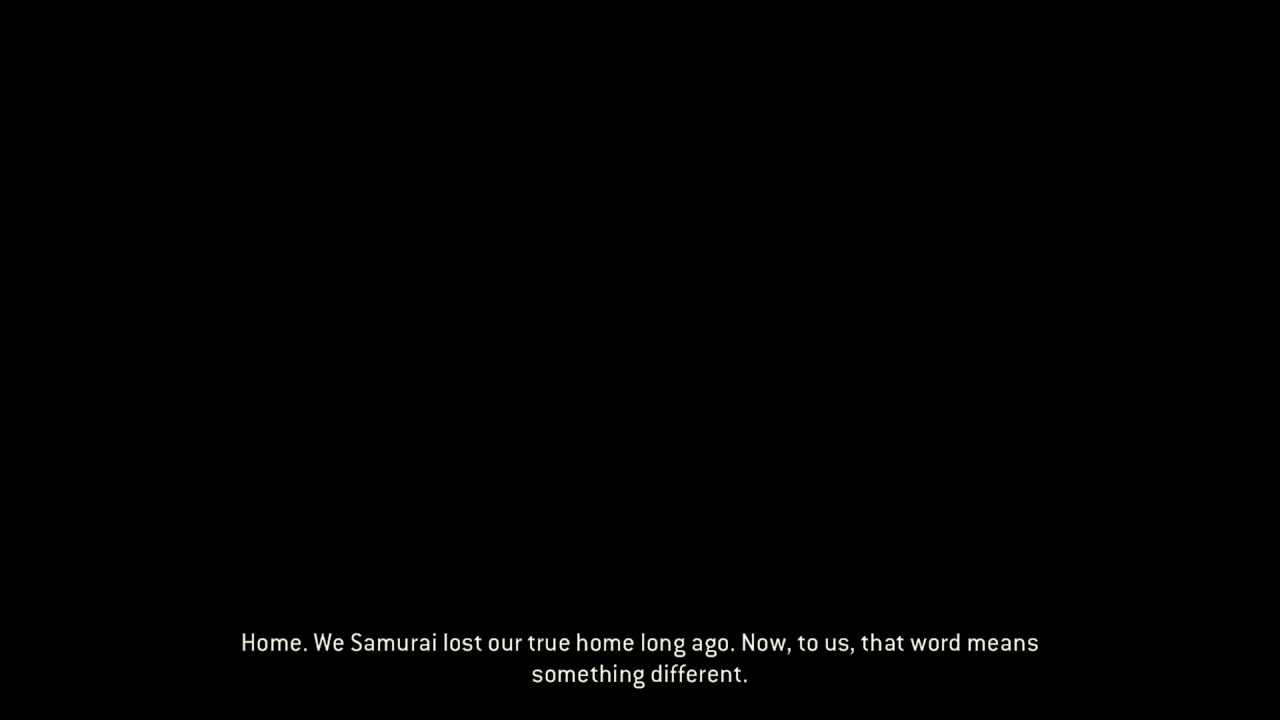 Home. We Samurai lost our true home long ago. Now, to us, that word means
something different.